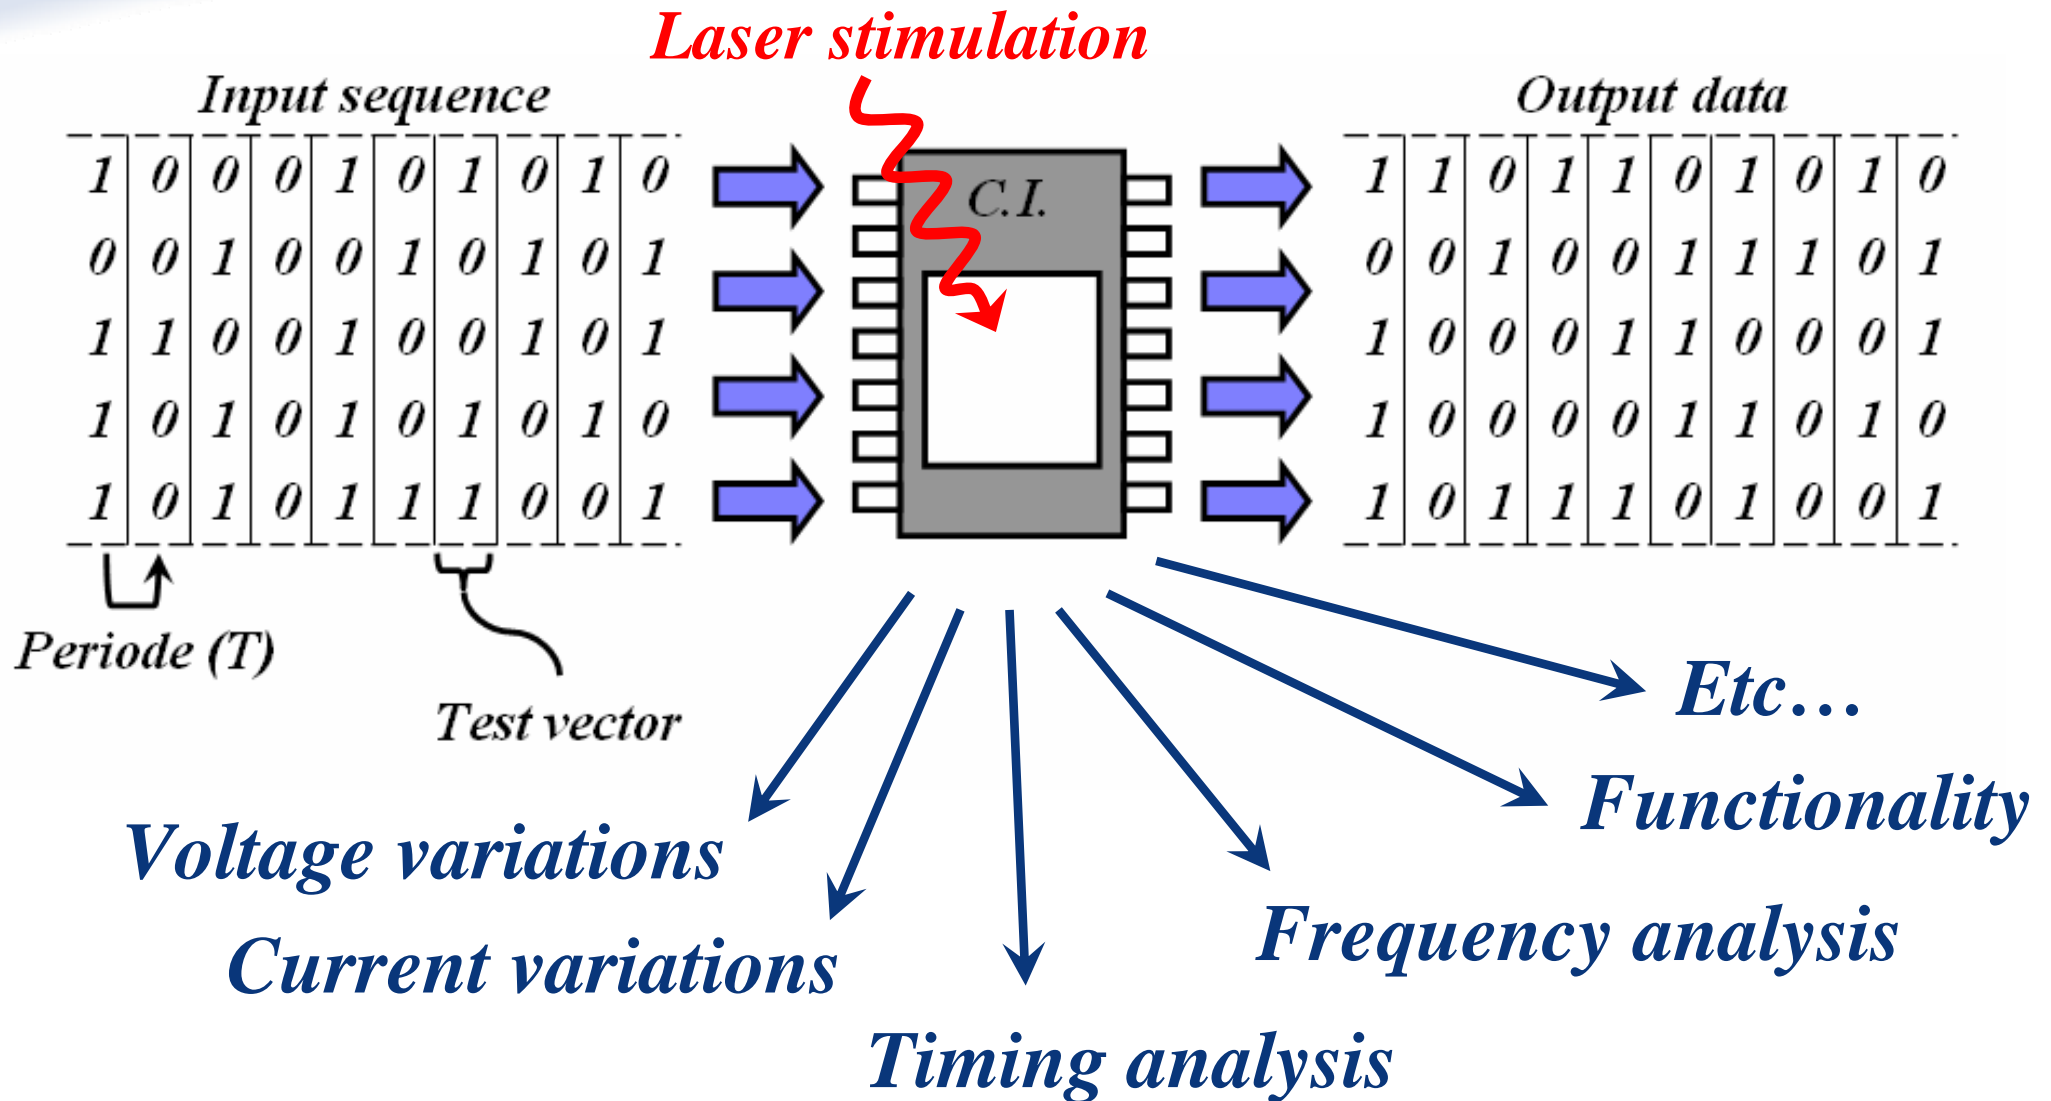 Laser stimulation
Input sequence
Output data
C.I.
1 0 0 0 1 0 1 0 1 0
0 0 1 0 0 1 0 1 0 1
1 1 0 0 1 0 0 1 0 1
1 0 1 0 1 0 1 0 1 0
1 0 1 0 1 1 1 0 0 1
1 1 0 1 1 0 1 0 1 0
0 0 1 0 0 1 1 1 0 1
1 0 0 0 1 1 0 0 0 1
1 0 0 0 0 1 1 0 1 0
1 0 1 1 1 0 1 0 0 1
Periode (T)
Test vector
Etc…
Functionality
Voltage variations
Frequency analysis
Current variations
Timing analysis